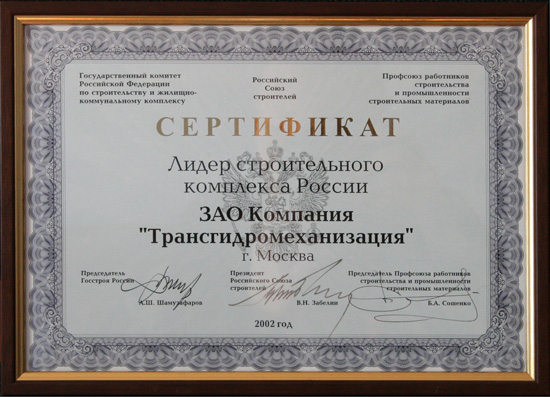 Государственный комитет
Российской Федерации
по строительству и жилищно-
коммунальному комплексу
Российский
Союз
строителей
Профсоюз работников
строительства
и промышленности
строительных материалов
СЕРТИФИКАТ
Лидер строительного
комплекса России
ЗАО Компания
"Трансгидромеханизация"
г. Москва
Председатель
Госстроя России
А.Ш. Шамузафаров
Президент
Российского Союза
строителей
В.Н. Забелин
Председатель Профсоюза работников
строительства и промышленности
строительных материалов
Б.А. Сошенко
2002 год